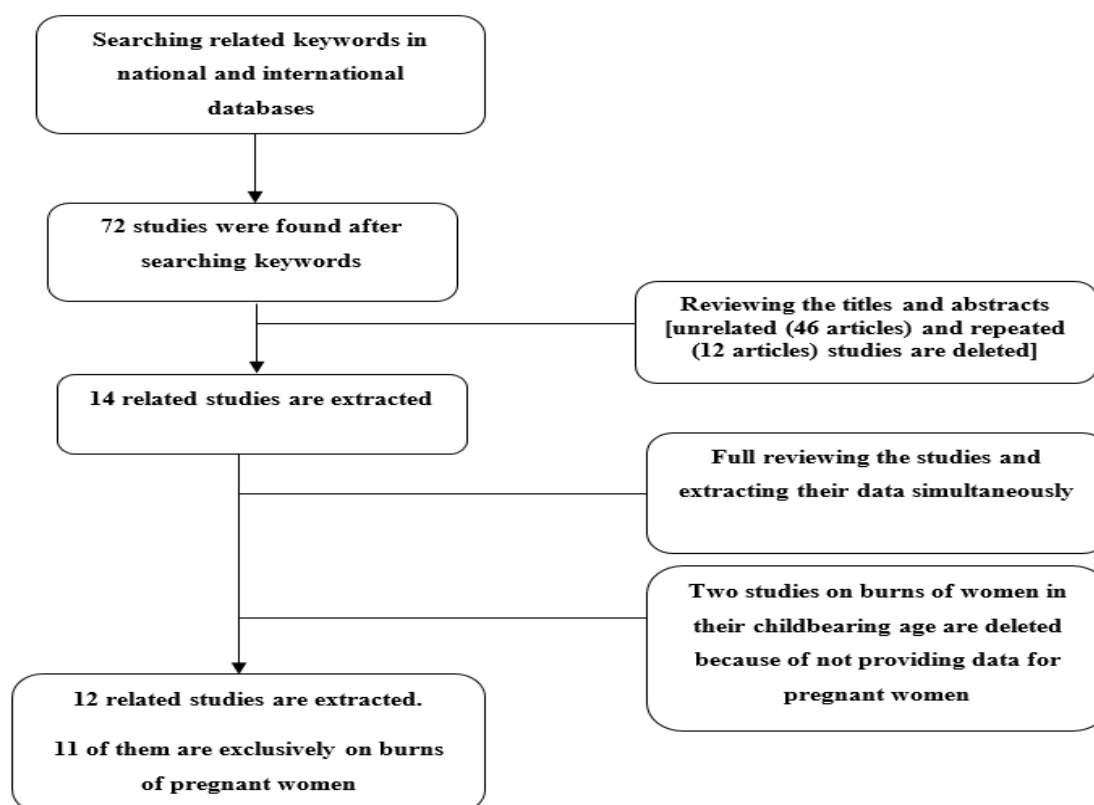 Searching related keywords in
national and international
databases
72 studies were found after
searching keywords
Reviewing the titles and abstracts
[unrelated (46 articles) and repeated
(12 articles) studies are deleted]
14 related studies are extracted
Full reviewing the studies and
extracting their data simultaneously
Two studies on burns of women in
their childbearing age are deleted
because of not providing data for
pregnant women
12 related studies are extracted.
11 of them are exclusively on burns
of pregnant women